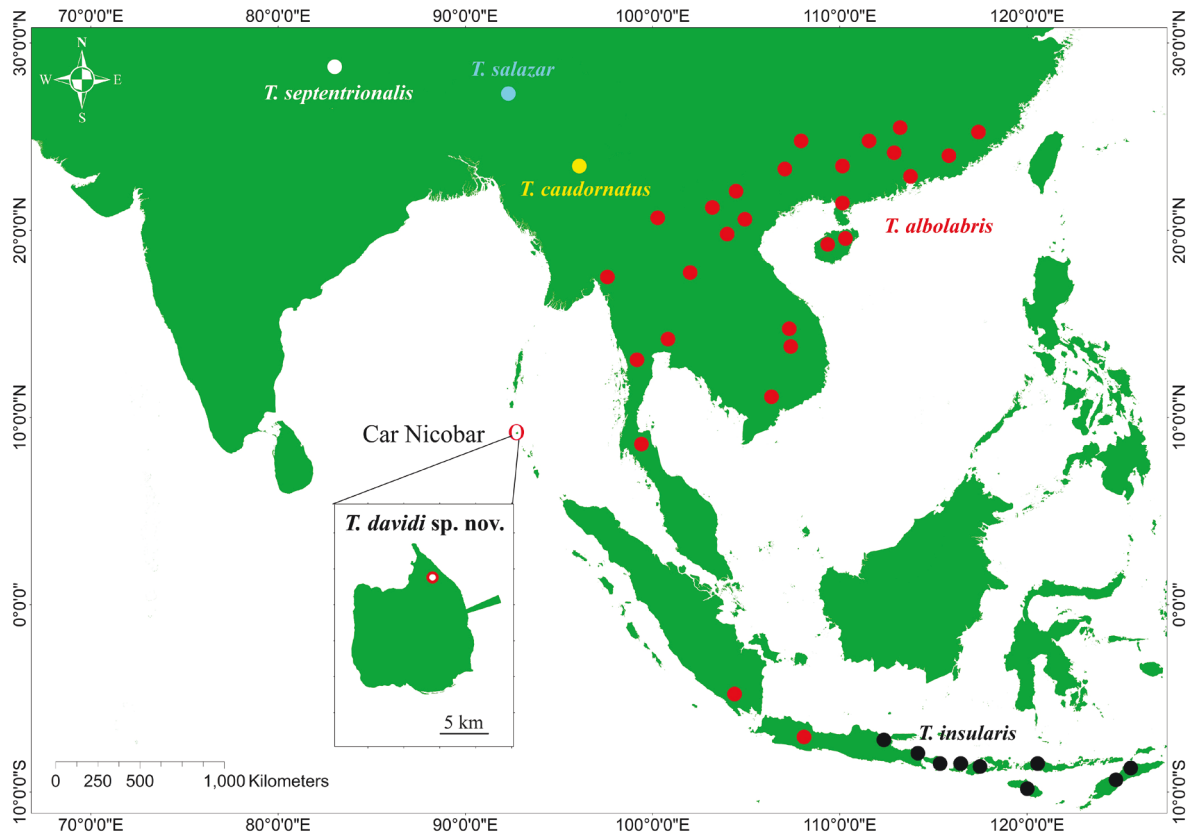 70°0'0"E 80°0'0"E 90°0'0"E 100°0'0"E 110°0'0"E 120°0'0"E
30°0'0"N
30°0'0"N
N
W E
S
T. salazar
T. septentrionalis
T. caudornatus
20°0'0"N
T. albolabris
20°0'0"N
10°0'0"N
Car Nicobar
10°0'0"N
T. davidi sp. nov.
0°0'0"
0°0'0"
5 km
T. insularis
0 250 500 1,000 Kilometers
10°0'0"S
10°0'0"S
70°0'0"E 80°0'0"E 90°0'0"E 100°0'0"E 110°0'0"E 120°0'0"E